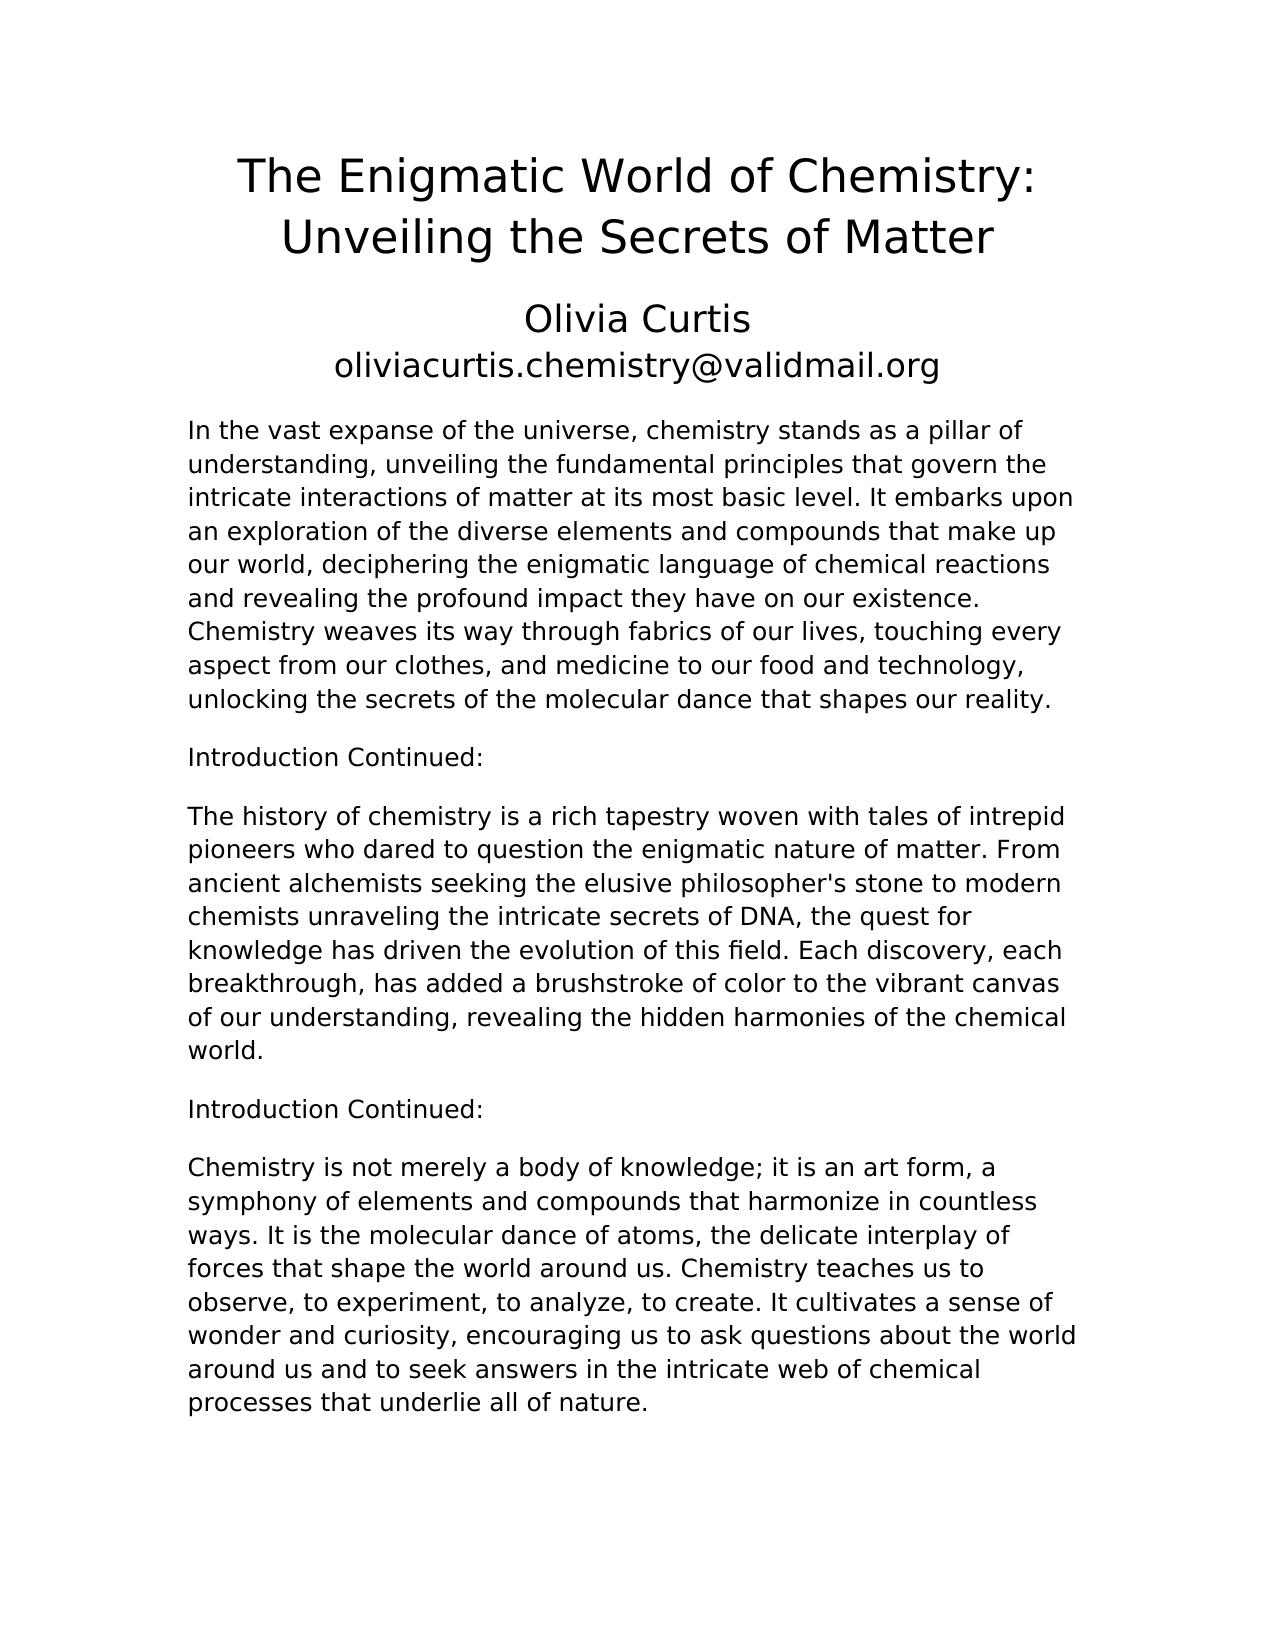 The Enigmatic World of Chemistry:
Unveiling the Secrets of Matter
Olivia Curtis
oliviacurtis.chemistry@validmail.org
In the vast expanse of the universe, chemistry stands as a pillar of
understanding, unveiling the fundamental principles that govern the
intricate interactions of matter at its most basic level. It embarks upon
an exploration of the diverse elements and compounds that make up
our world, deciphering the enigmatic language of chemical reactions
and revealing the profound impact they have on our existence.
Chemistry weaves its way through fabrics of our lives, touching every
aspect from our clothes, and medicine to our food and technology,
unlocking the secrets of the molecular dance that shapes our reality.
Introduction Continued:
The history of chemistry is a rich tapestry woven with tales of intrepid
pioneers who dared to question the enigmatic nature of matter. From
ancient alchemists seeking the elusive philosopher's stone to modern
chemists unraveling the intricate secrets of DNA, the quest for
knowledge has driven the evolution of this field. Each discovery, each
breakthrough, has added a brushstroke of color to the vibrant canvas
of our understanding, revealing the hidden harmonies of the chemical
world.
Introduction Continued:
Chemistry is not merely a body of knowledge; it is an art form, a
symphony of elements and compounds that harmonize in countless
ways. It is the molecular dance of atoms, the delicate interplay of
forces that shape the world around us. Chemistry teaches us to
observe, to experiment, to analyze, to create. It cultivates a sense of
wonder and curiosity, encouraging us to ask questions about the world
around us and to seek answers in the intricate web of chemical
processes that underlie all of nature.